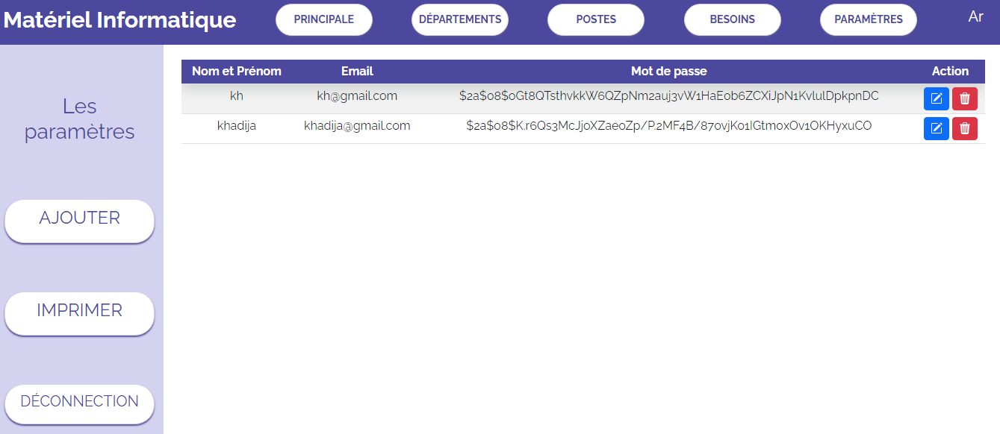 Matériel Informatique
PRINCIPALE
DÉPARTEMENTS
POSTES
BESOINS
PARAMÈTRES
Ar
Les
paramètres
AJOUTER
IMPRIMER
DÉCONNECTION
Nom et Prénom Email Mot de passe Action
kh kh@gmail.com $2a$08$oGt8QTsthvkkW6QZpNm2auj3vW1HaEob6ZCXiJpN1KvlulDpkpnDC
khadija khadija@gmail.com $2a$08$K.r6Qs3McJjoXZaeoZp/P.2MF4B/87ovjKo1IGtmoxOv1OKHyxuCO